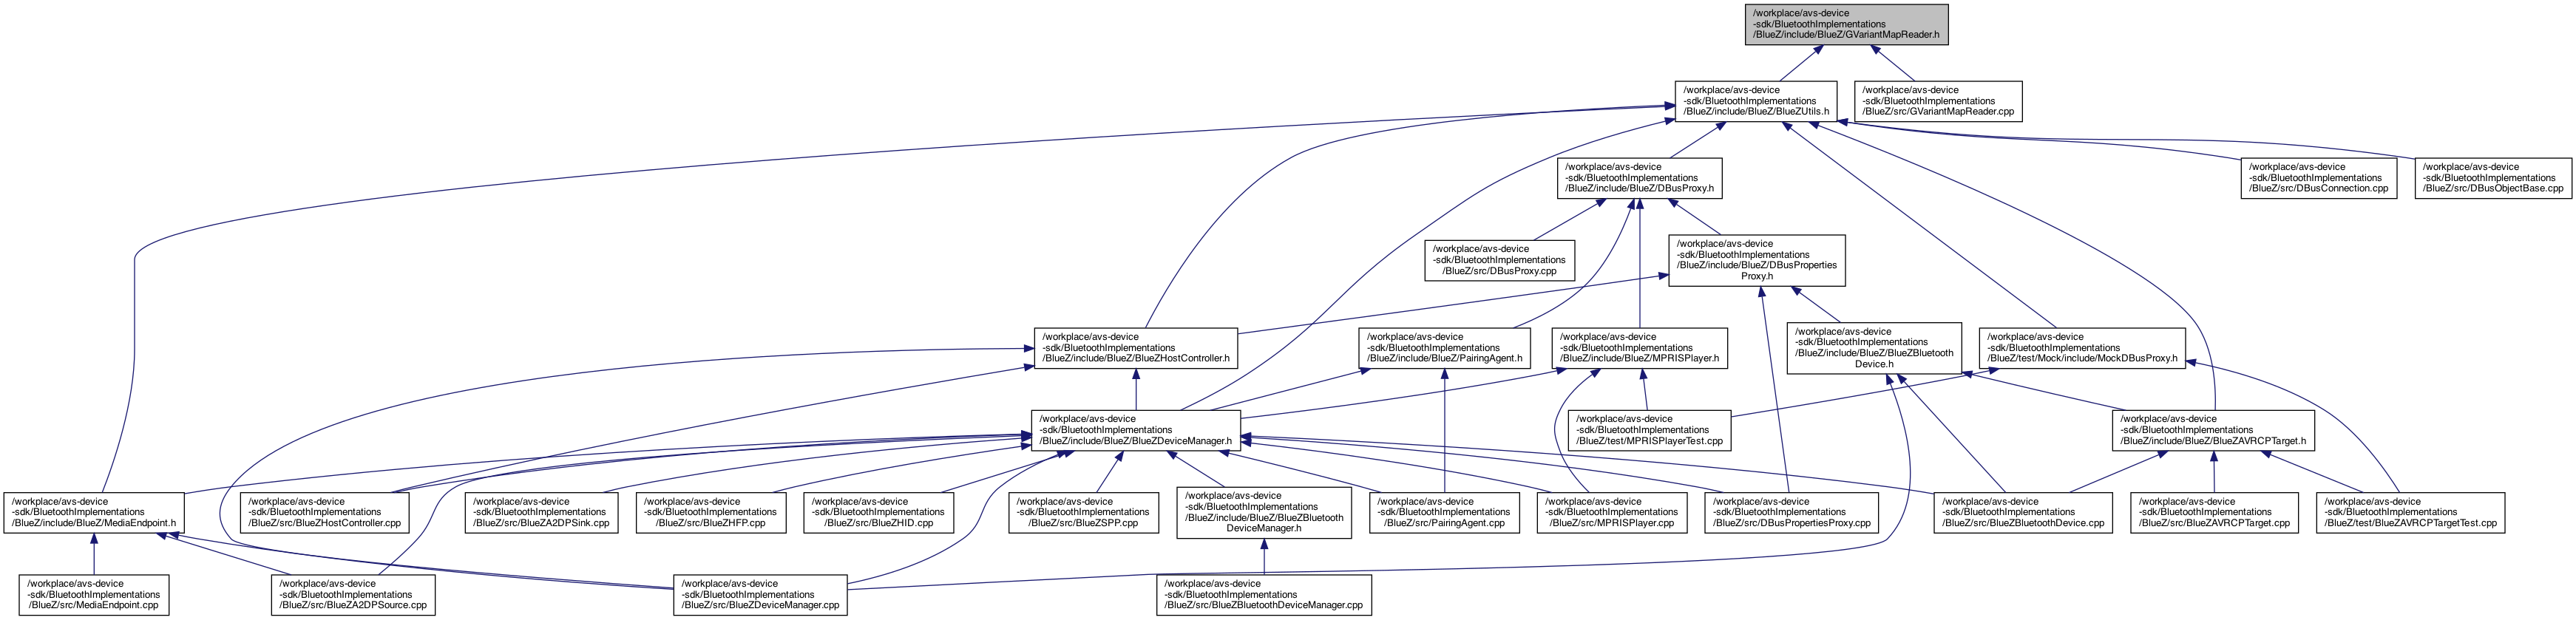 /workplace/avs-device
-sdk/BluetoothImplementations
/BlueZ/include/BlueZ/GVariantMapReader.h
/workplace/avs-device
-sdk/BluetoothImplementations
/BlueZ/include/BlueZ/BlueZUtils.h
/workplace/avs-device
-sdk/BluetoothImplementations
/BlueZ/src/GVariantMapReader.cpp
/workplace/avs-device
-sdk/BluetoothImplementations
/BlueZ/include/BlueZ/DBusProxy.h
/workplace/avs-device
-sdk/BluetoothImplementations
/BlueZ/src/DBusConnection.cpp
/workplace/avs-device
-sdk/BluetoothImplementations
/BlueZ/src/DBusObjectBase.cpp
/workplace/avs-device
-sdk/BluetoothImplementations
/BlueZ/src/DBusProxy.cpp
/workplace/avs-device
-sdk/BluetoothImplementations
/BlueZ/include/BlueZ/DBusProperties
Proxy.h
/workplace/avs-device
-sdk/BluetoothImplementations
/BlueZ/include/BlueZ/BlueZHostController.h
/workplace/avs-device
-sdk/BluetoothImplementations
/BlueZ/include/BlueZ/PairingAgent.h
/workplace/avs-device
-sdk/BluetoothImplementations
/BlueZ/include/BlueZ/MPRISPlayer.h
/workplace/avs-device
-sdk/BluetoothImplementations
/BlueZ/include/BlueZ/BlueZBluetooth
Device.h
/workplace/avs-device
-sdk/BluetoothImplementations
/BlueZ/test/Mock/include/MockDBusProxy.h
/workplace/avs-device
-sdk/BluetoothImplementations
/BlueZ/include/BlueZ/BlueZDeviceManager.h
/workplace/avs-device
-sdk/BluetoothImplementations
/BlueZ/test/MPRISPlayerTest.cpp
/workplace/avs-device
-sdk/BluetoothImplementations
/BlueZ/include/BlueZ/BlueZAVRCPTarget.h
/workplace/avs-device
-sdk/BluetoothImplementations
/BlueZ/include/BlueZ/MediaEndpoint.h
/workplace/avs-device
-sdk/BluetoothImplementations
/BlueZ/src/BlueZHostController.cpp
/workplace/avs-device
-sdk/BluetoothImplementations
/BlueZ/src/BlueZA2DPSink.cpp
/workplace/avs-device
-sdk/BluetoothImplementations
/BlueZ/src/BlueZHFP.cpp
/workplace/avs-device
-sdk/BluetoothImplementations
/BlueZ/src/BlueZHID.cpp
/workplace/avs-device
-sdk/BluetoothImplementations
/BlueZ/src/BlueZSPP.cpp
/workplace/avs-device
-sdk/BluetoothImplementations
/BlueZ/include/BlueZ/BlueZBluetooth
DeviceManager.h
/workplace/avs-device
-sdk/BluetoothImplementations
/BlueZ/src/PairingAgent.cpp
/workplace/avs-device
-sdk/BluetoothImplementations
/BlueZ/src/MPRISPlayer.cpp
/workplace/avs-device
-sdk/BluetoothImplementations
/BlueZ/src/DBusPropertiesProxy.cpp
/workplace/avs-device
-sdk/BluetoothImplementations
/BlueZ/src/BlueZBluetoothDevice.cpp
/workplace/avs-device
-sdk/BluetoothImplementations
/BlueZ/src/BlueZAVRCPTarget.cpp
/workplace/avs-device
-sdk/BluetoothImplementations
/BlueZ/test/BlueZAVRCPTargetTest.cpp
/workplace/avs-device
-sdk/BluetoothImplementations
/BlueZ/src/MediaEndpoint.cpp
/workplace/avs-device
-sdk/BluetoothImplementations
/BlueZ/src/BlueZA2DPSource.cpp
/workplace/avs-device
-sdk/BluetoothImplementations
/BlueZ/src/BlueZDeviceManager.cpp
/workplace/avs-device
-sdk/BluetoothImplementations
/BlueZ/src/BlueZBluetoothDeviceManager.cpp